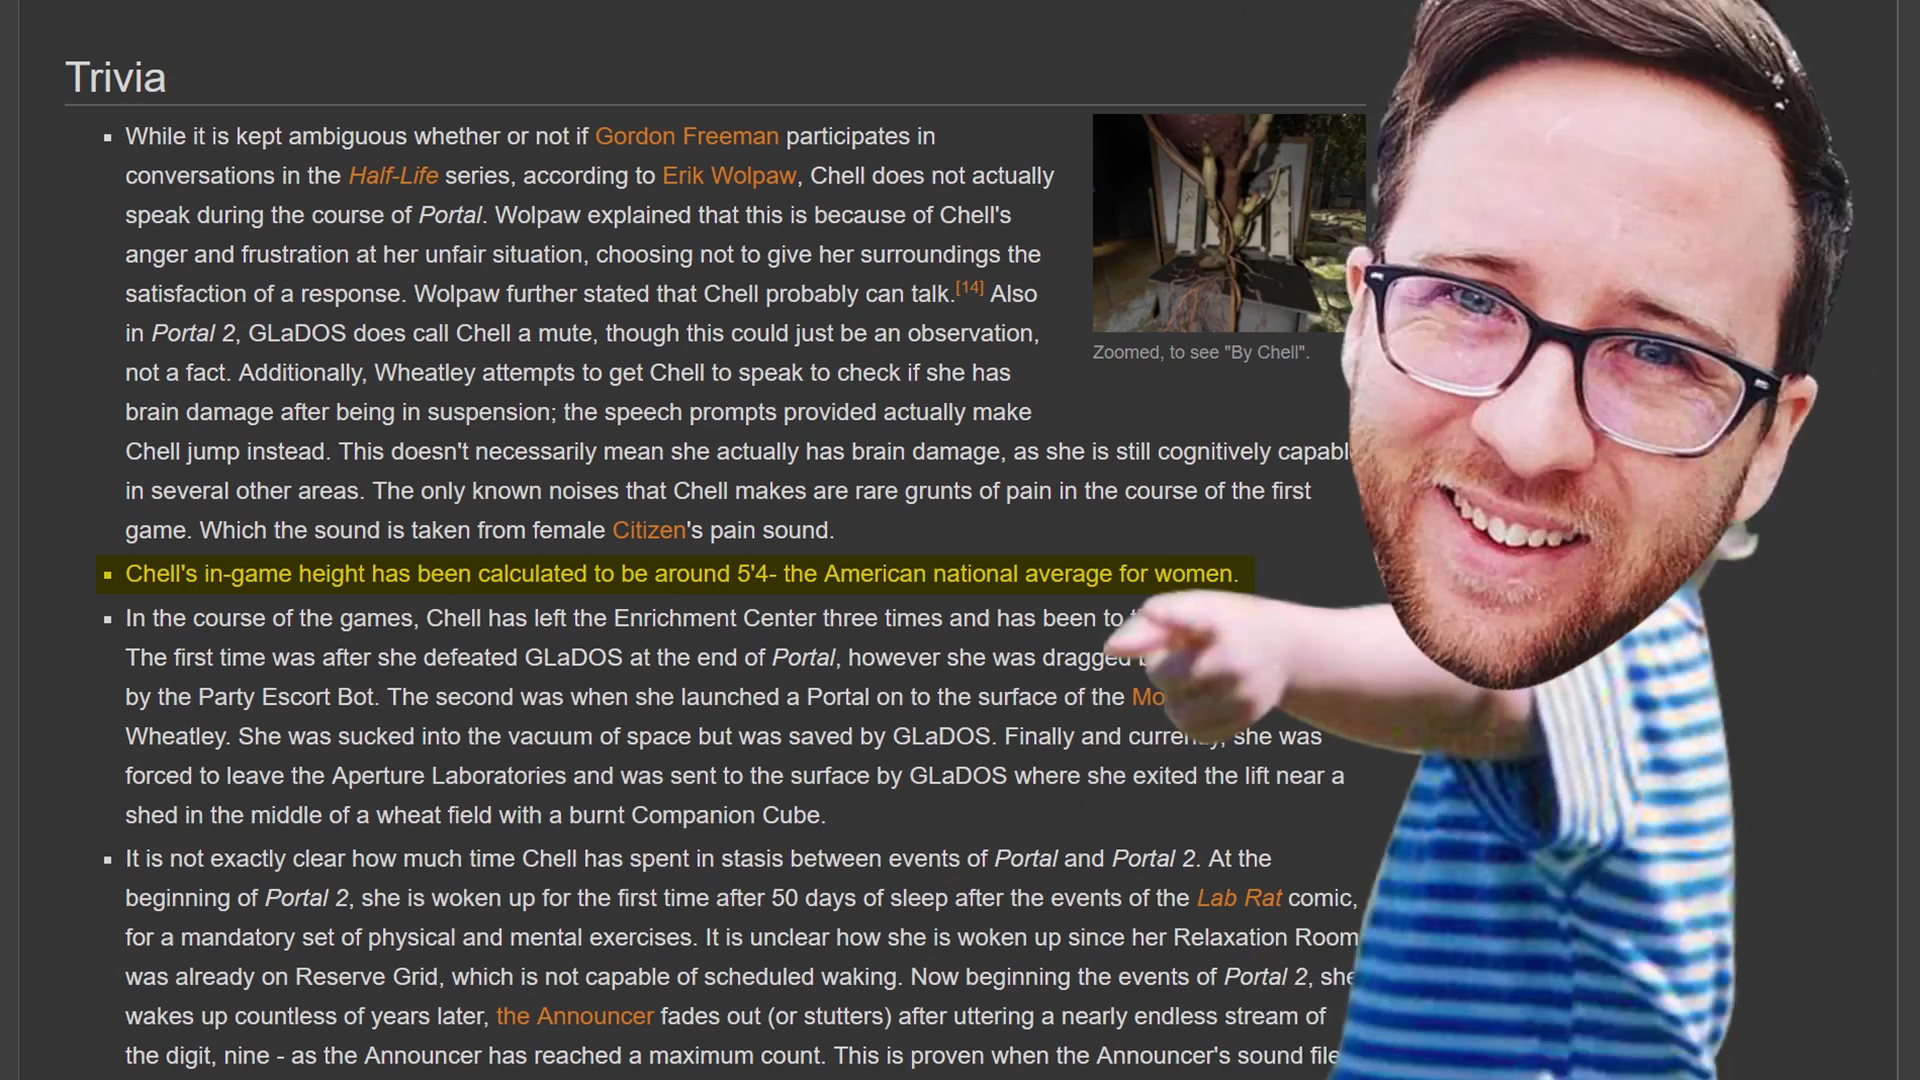 Trivia
While it is kept ambiguous whether or not if Gordon Freeman participates in
conversations in the Half-Life series, according to Erik Wolpaw, Chell does not actually
speak during the course of Portal. Wolpaw explained that this is because of Chell's
anger and frustration at her unfair situation, choosing not to give her surroundings the
satisfaction of a response. Wolpaw further stated that Chell probably can talk.[14] Also
in Portal 2, GLaDOS does call Chell a mute, though this could just be an observation,
not a fact. Additionally, Wheatley attempts to get Chell to speak to check if she has
brain damage after being in suspension; the speech prompts provided actually make
Zoomed, to see "By Chell".
Chell jump instead. This doesn't necessarily mean she actually has brain damage, as she is still cognitively capabl
in several other areas. The only known noises that Chell makes are rare grunts of pain in the course of the first
game. Which the sound is taken from female Citizen's pain sound.
Chell's in-game height has been calculated to be around 5'4- the American national average for women.
In the course of the games, Chell has left the Enrichment Center three times and has been to
The first time was after she defeated GLaDOS at the end of Portal, however she was dragged
by the Party Escort Bot. The second was when she launched a Portal on to the surface of the Mo
Wheatley. She was sucked into the vacuum of space but was saved by GLaDOS. Finally and currently, she was
forced to leave the Aperture Laboratories and was sent to the surface by GLaDOS where she exited the lift near a
shed in the middle of a wheat field with a burnt Companion Cube.
It is not exactly clear how much time Chell has spent in stasis between events of Portal and Portal 2. At the
beginning of Portal 2, she is woken up for the first time after 50 days of sleep after the events of the Lab Rat comic,
for a mandatory set of physical and mental exercises. It is unclear how she is woken up since her Relaxation Room
was already on Reserve Grid, which is not capable of scheduled waking. Now beginning the events of Portal 2, she
wakes up countless of years later, the Announcer fades out (or stutters) after uttering a nearly endless stream of
the digit, nine - as the Announcer has reached a maximum count. This is proven when the Announcer's sound file